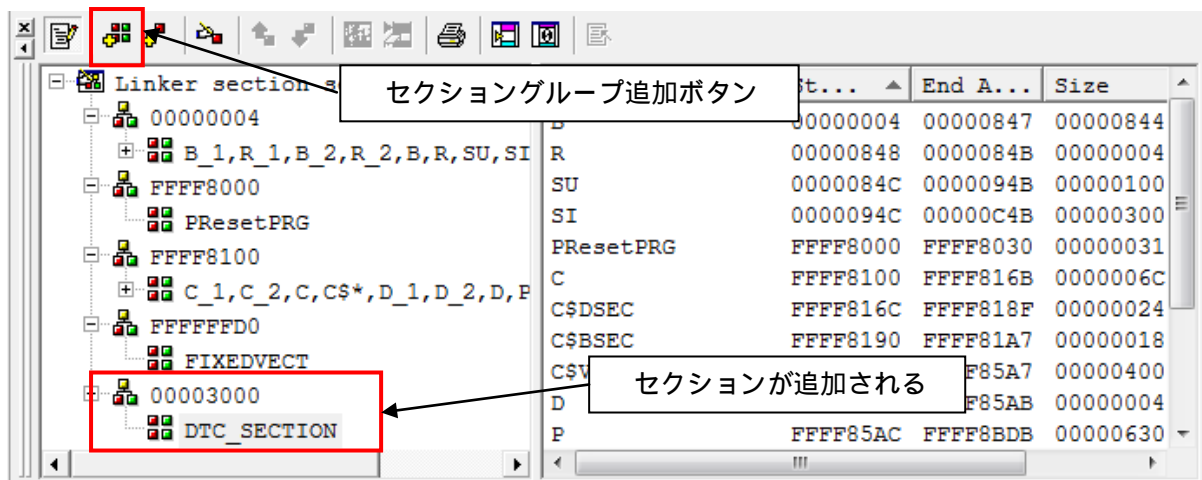 セクショングループ追加ボタン
Linker section s
St... End A... Size
00000004
B_1,R_1,B_2,R_2,B,R,SU,SI
FFFF8000
PResetPRG
FFFF8100
C_1,C_2,C,C$*,D_1,D_2,D,P
FFFFFFD0
FIXEDVECT
00003000
DTC_SECTION
B 00000004 00000847 00000844
R 00000848 0000084B 00000004
SU 0000084C 0000094B 00000100
SI 0000094C 00000C4B 00000300
PResetPRG FFFF8000 FFFF8030 00000031
C FFFF8100 FFFF816B 0000006C
C$DSEC FFFF816C FFFF818F 00000024
C$BSEC FFFF8190 FFFF81A7 00000018
C$V F85A7 00000400
D F85AB 00000004
P FFFF85AC FFFF8BDB 00000630
セクションが追加される